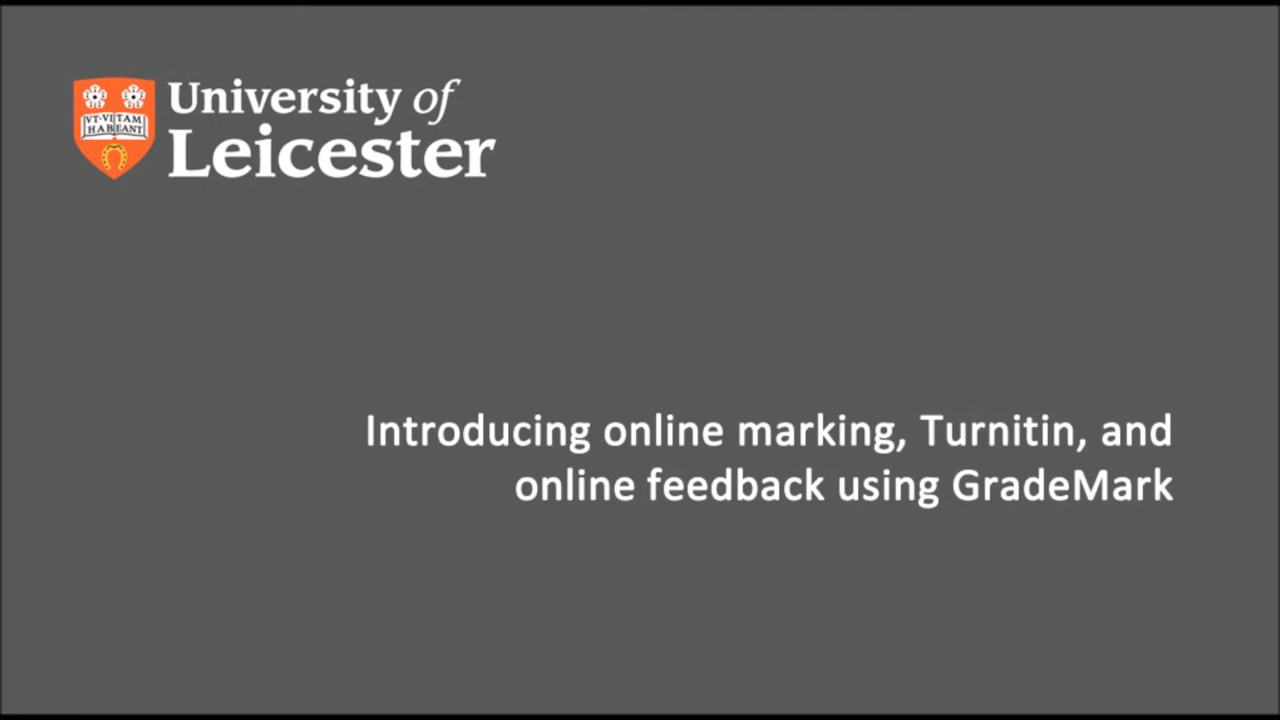 University of
Leicester
VT·VITAM
HABEANT
Introducing online marking, Turnitin, and
online feedback using GradeMark